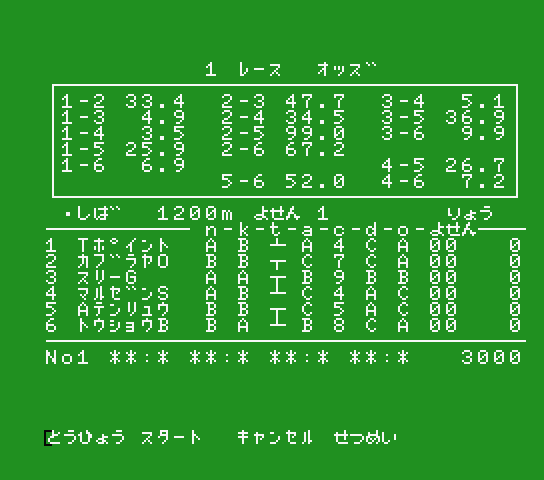 1 レース オッズ
1-2 33.4 2-3 47.7 3-4 5.1
1-3 4.9 2-4 34.5 3-5 36.9
1-4 3.5 2-5 99.0 3-6 9.9
1-5 25.9 2-6 67.2
1-6 6.9 4-5 26.7
5-6 52.0 4-6 7.2
・しば 1200m よせん 1 りょう
n-k-t-a-c-d-o-よせん
1 Tポイント A B ┴ A 4 C A 00 0
2 カブラヤO B B ┬ C 4 C A 00 0
3 スリーG A A 工 B 9 B B 00 0
4 マルゼンS A B 工 C 4 A C 00 0
5 Aテンリュウ A B ┬ C 5 A C 00 0
6 トウショウB B A 工 B 8 C A 00 0
No1 **:* **:* **:* **:* 3000
とうひょう スタート キャンセル せつめい